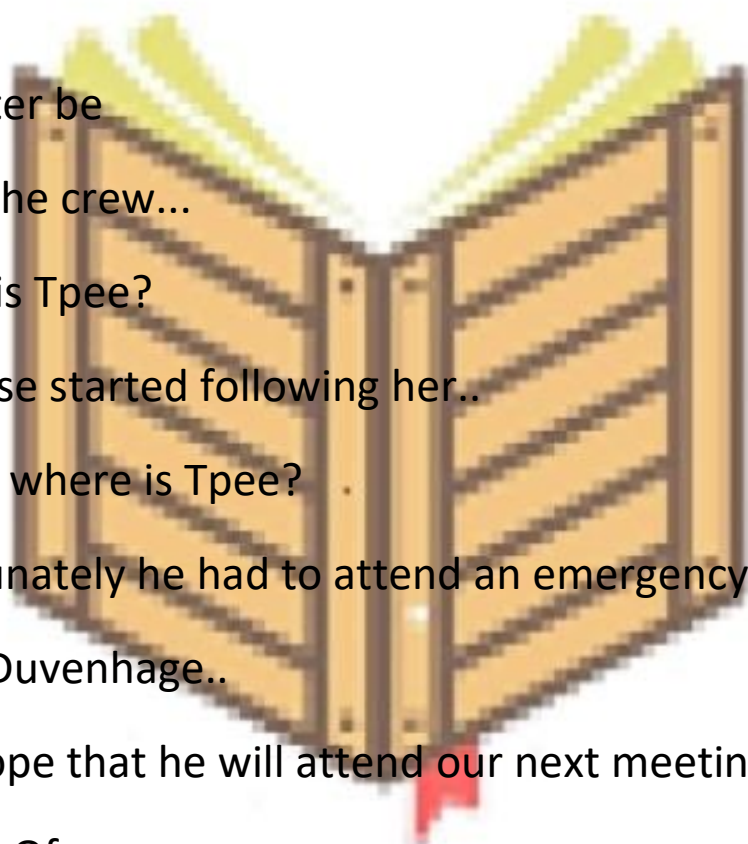 ter be
he crew...
is Tpee?
se started following her..
where is Tpee?
unately he had to attend an emergency
Duvenhage..
ope that he will attend our next meetin